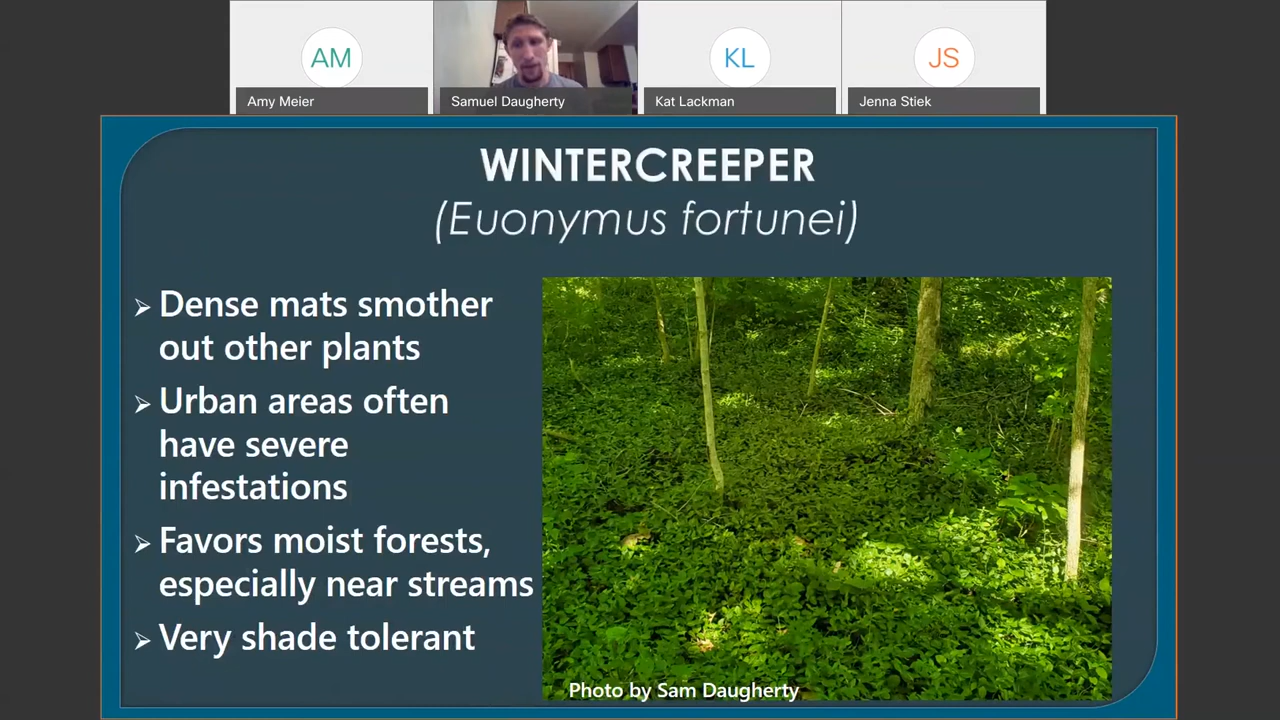 AM
KL
JS
Amy Meier
Samuel Daugherty
Kat Lackman
Jenna Stiek
WINTERCREEPER
(Euonymus fortunei)
➢ Dense mats smother
out other plants
➢ Urban areas often
have severe
infestations
➢ Favors moist forests,
especially near streams
➢ Very shade tolerant
Photo by Sam Daugherty